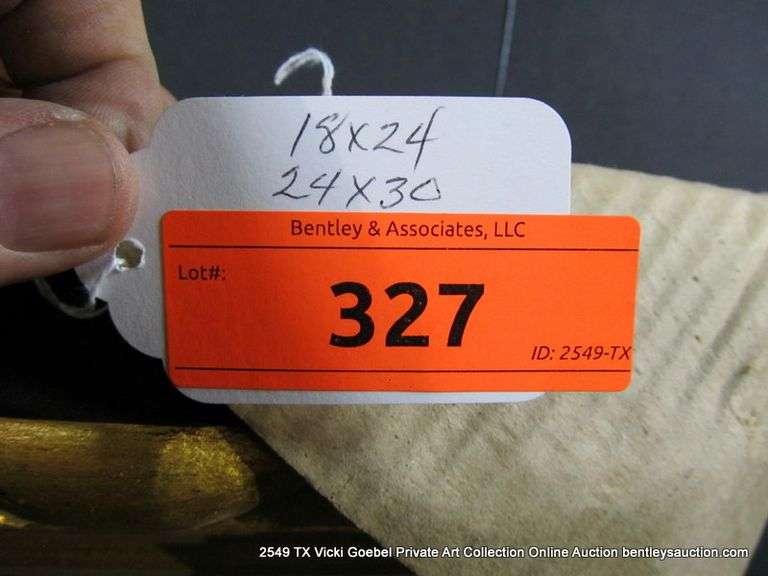 18x24
24x30
Bentley & Associates, LLC
Lot#:
327
ID: 2549-TX
2549 TX Vicki Goebel Private Art Collection Online Auction bentleysauction.com